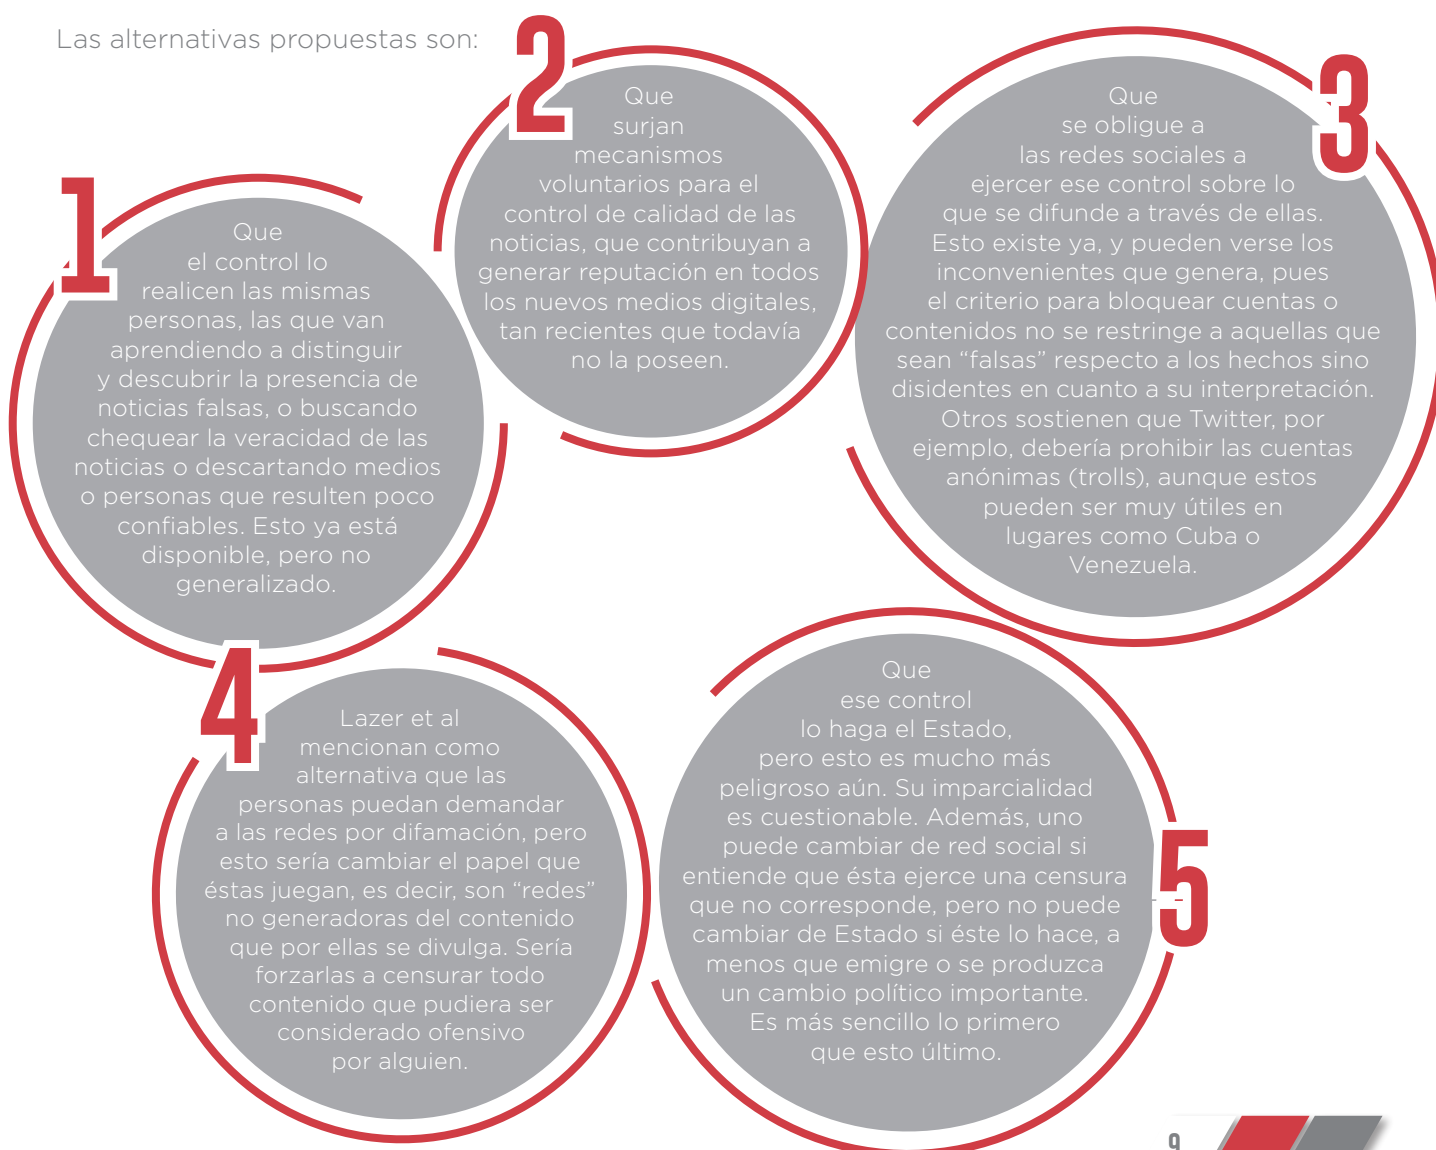 Las alternativas propuestas son:
1
Que
el control lo
realicen las mismas
personas, las que van
aprendiendo a distinguir
y descubrir la presencia de
noticias falsas, o buscando
chequear la veracidad de las
noticias o descartando medios
o personas que resulten poco
confiables. Esto ya está
disponible, pero no
generalizado.
2
Que
surjan
mecanismos
voluntarios para el
control de calidad de las
noticias, que contribuyan a
generar reputación en todos
los nuevos medios digitales,
tan recientes que todavía
no la poseen.
3
Que
se obligue a
las redes sociales a
ejercer ese control sobre lo
que se difunde a través de ellas.
Esto existe ya, y pueden verse los
inconvenientes que genera, pues
el criterio para bloquear cuentas o
contenidos no se restringe a aquellas que
sean “falsas” respecto a los hechos sino
disidentes en cuanto a su interpretación.
Otros sostienen que Twitter, por
ejemplo, debería prohibir las cuentas
anónimas (trolls), aunque estos
pueden ser muy útiles en
lugares como Cuba o
Venezuela.
4
Lazer et al
mencionan como
alternativa que las
personas puedan demandar
a las redes por difamación, pero
esto sería cambiar el papel que
éstas juegan, es decir, son “redes”
no generadoras del contenido
que por ellas se divulga. Sería
forzarlas a censurar todo
contenido que pudiera ser
considerado ofensivo
por alguien.
5
Que
ese control
lo haga el Estado,
pero esto es mucho más
peligroso aún. Su imparcialidad
es cuestionable. Además, uno
puede cambiar de red social si
entiende que ésta ejerce una censura
que no corresponde, pero no puede
cambiar de Estado si éste lo hace, a
menos que emigre o se produzca
un cambio político importante.
Es más sencillo lo primero
que esto último.
9